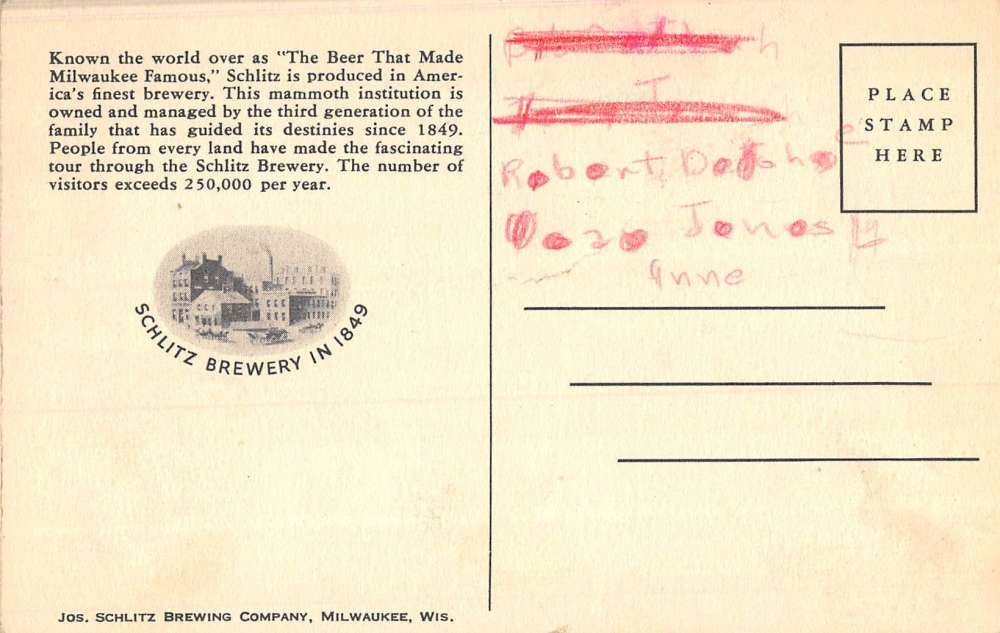 Known the world over as "The Beer That Made
Milwaukee Famous," Schlitz is produced in Amer-
ica's finest brewery. This mammoth institution is
owned and managed by the third generation of the
family that has guided its destinies since 1849.
People from every land have made the fascinating
tour through the Schlitz Brewery. The number of
visitors exceeds 250,000 per year.
SCHLITZ BREWERY IN 1849
JOS. SCHLITZ BREWING COMPANY, MILWAUKEE, WIS.
Robert
Jones
Anne
PLACE
STAMP
HERE